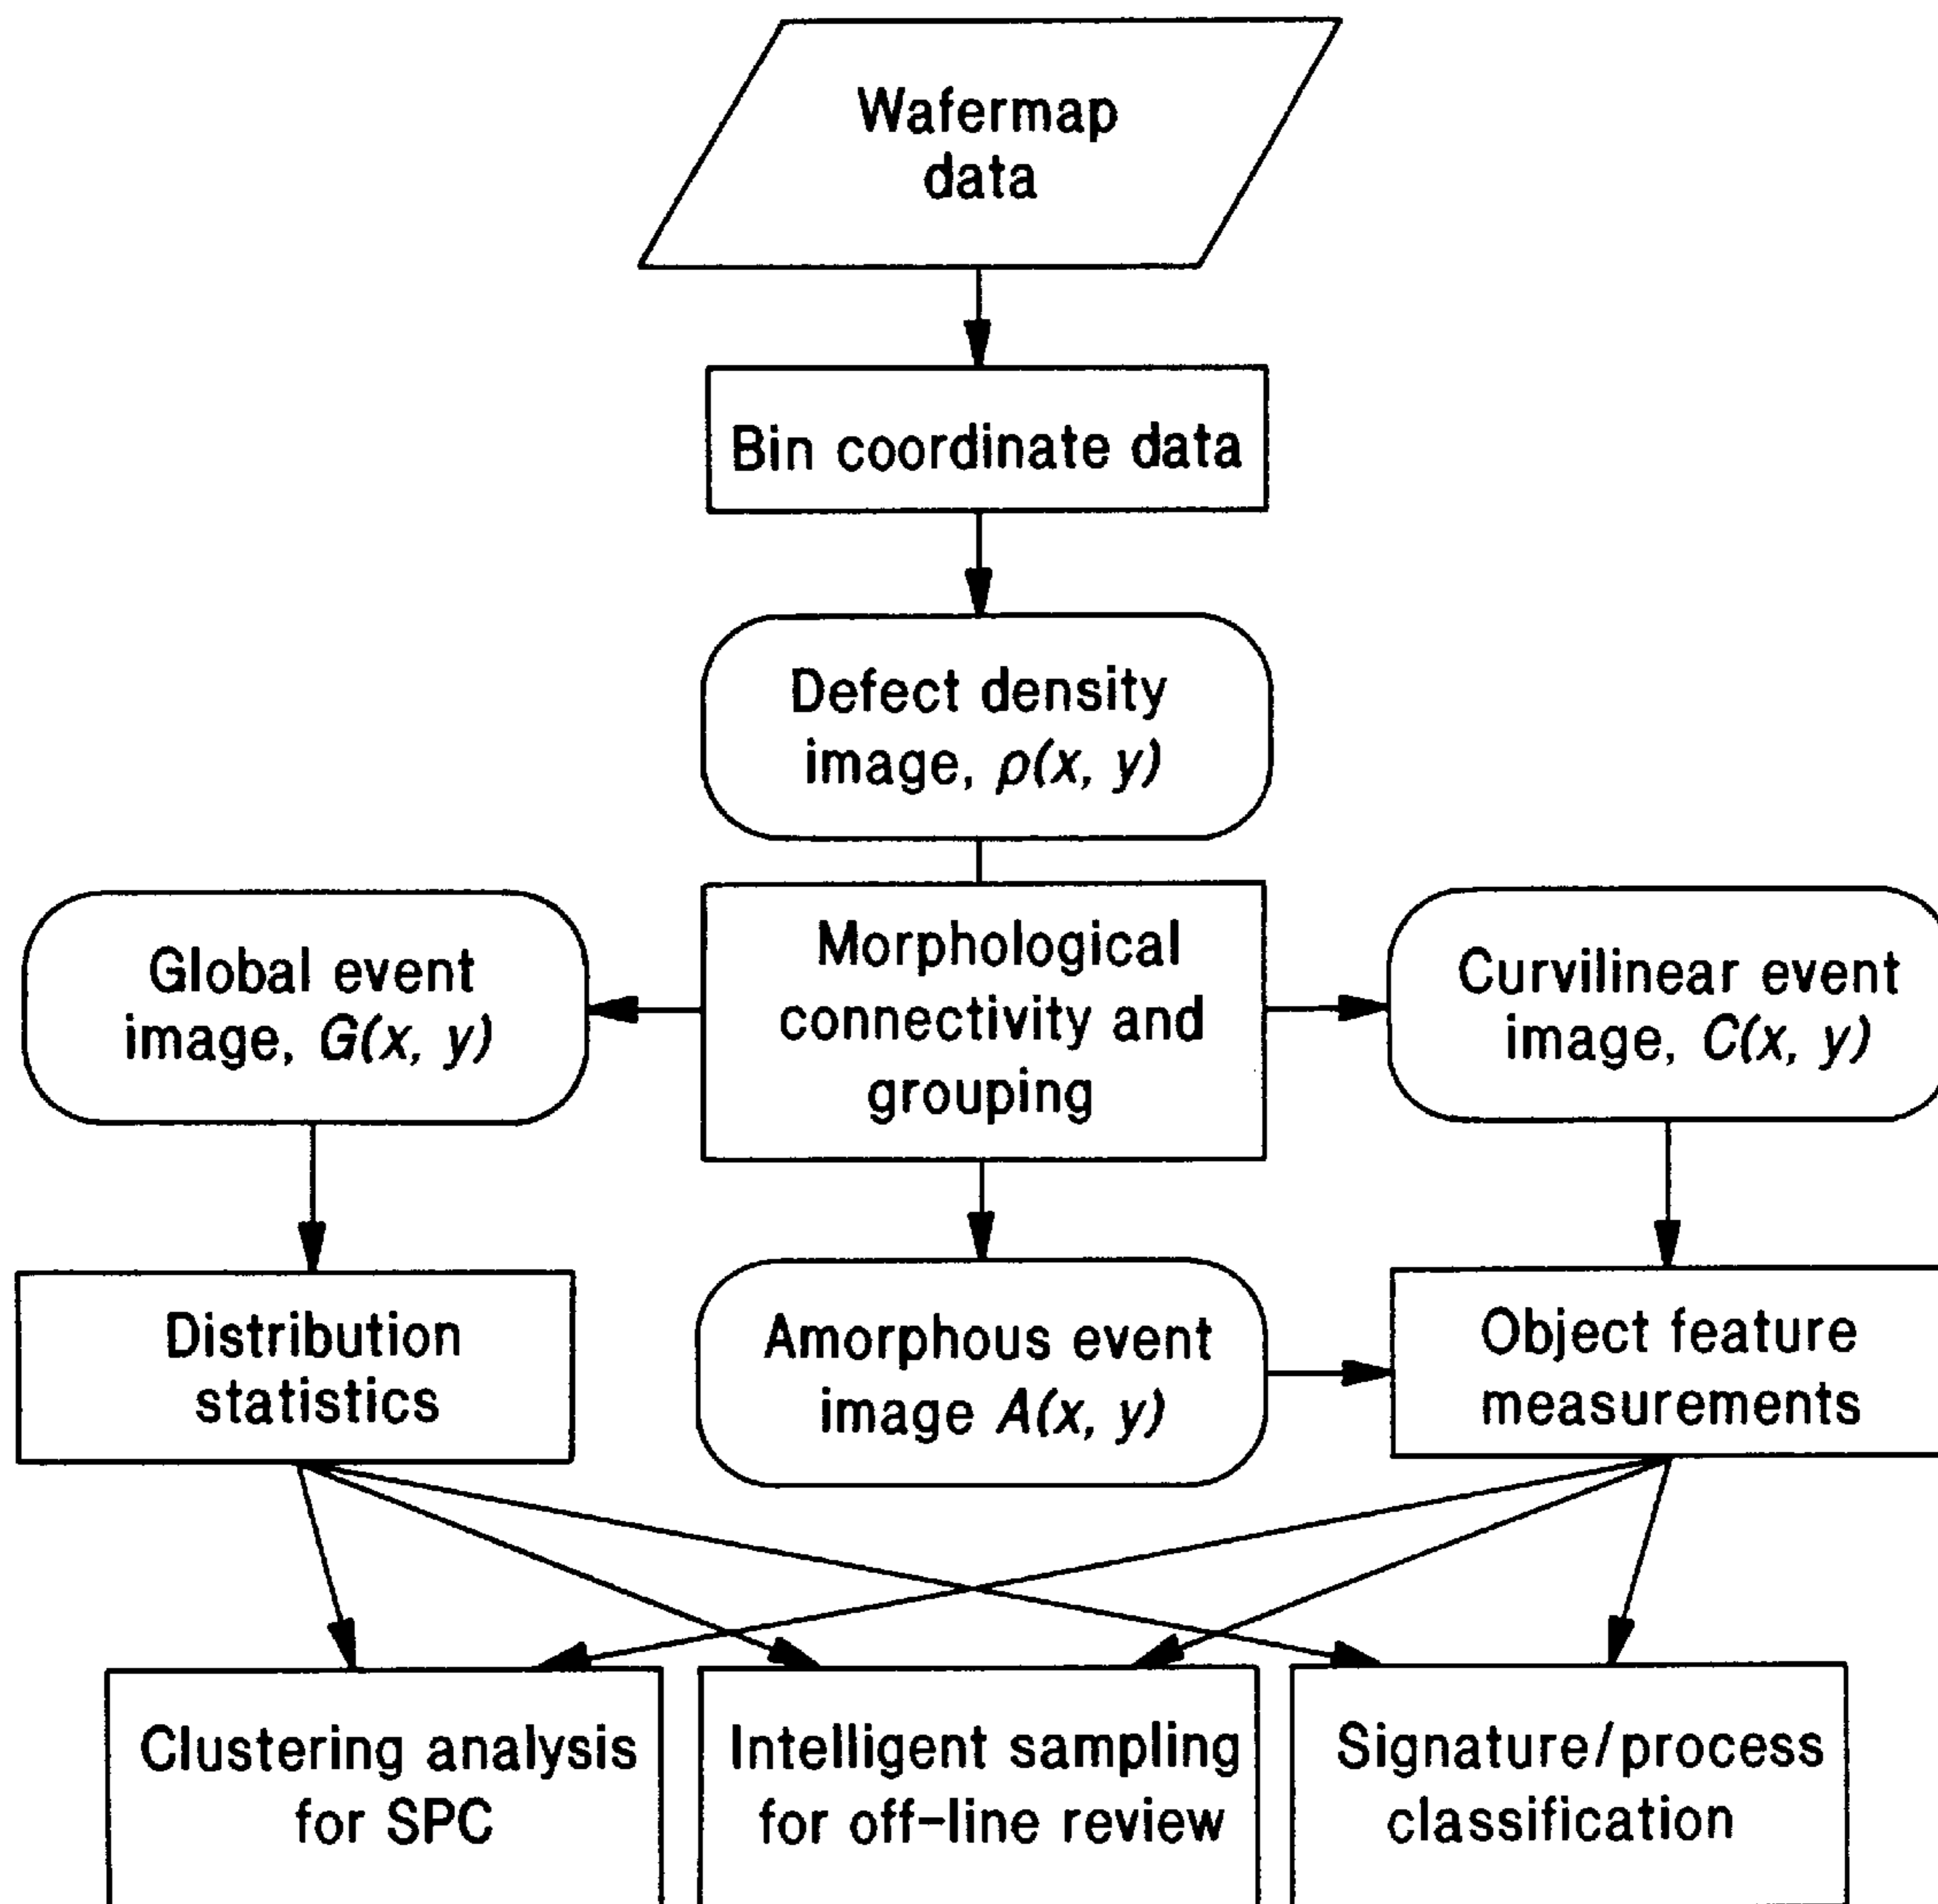 Wafermap
data
Bin coordinate data
Defect density
image, ρ(x, y)
Global event
image, G(x, y)
Morphological
connectivity and
grouping
Curvilinear event
image, C(x, y)
Distribution
statistics
Amorphous event
image A(x, y)
Object feature
measurements
Clustering analysis
for SPC
Intelligent sampling
for off-line review
Signature/process
classification